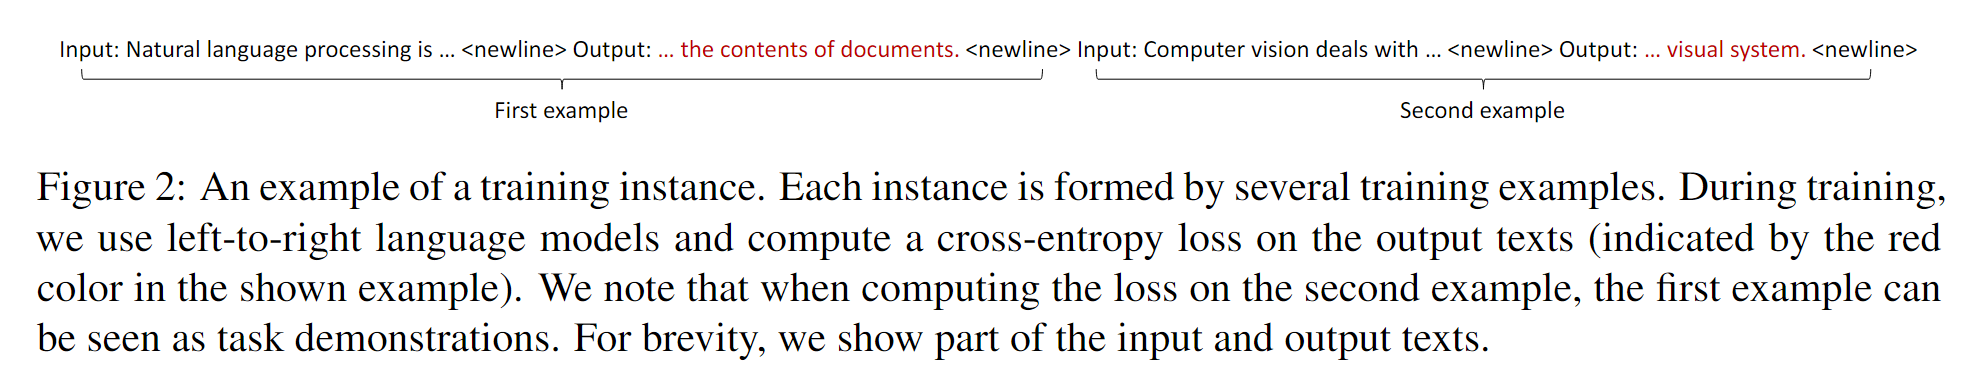 Input: Natural language processing is ... <newline> Output: ... the contents of documents. <newline> Input: Computer vision deals with ... <newline> Output: ... visual system. <newline>
First example Second example
Figure 2: An example of a training instance. Each instance is formed by several training examples. During training,
we use left-to-right language models and compute a cross-entropy loss on the output texts (indicated by the red
color in the shown example). We note that when computing the loss on the second example, the first example can
be seen as task demonstrations. For brevity, we show part of the input and output texts.